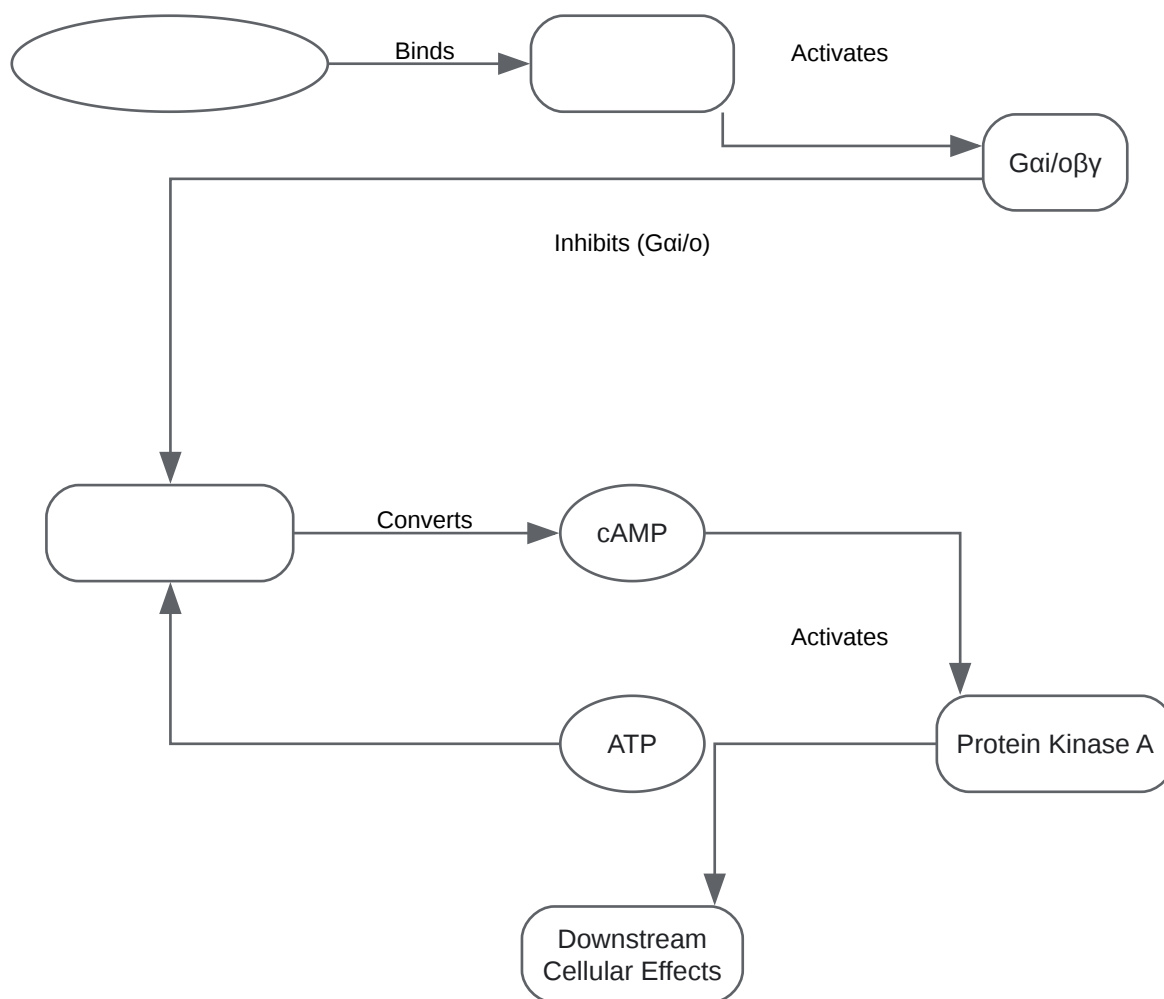 Binds
Activates
Gαi/oβγ
Inhibits (Gαi/o)
Converts
cAMP
Activates
ATP
Protein Kinase A
Downstream
Cellular Effects